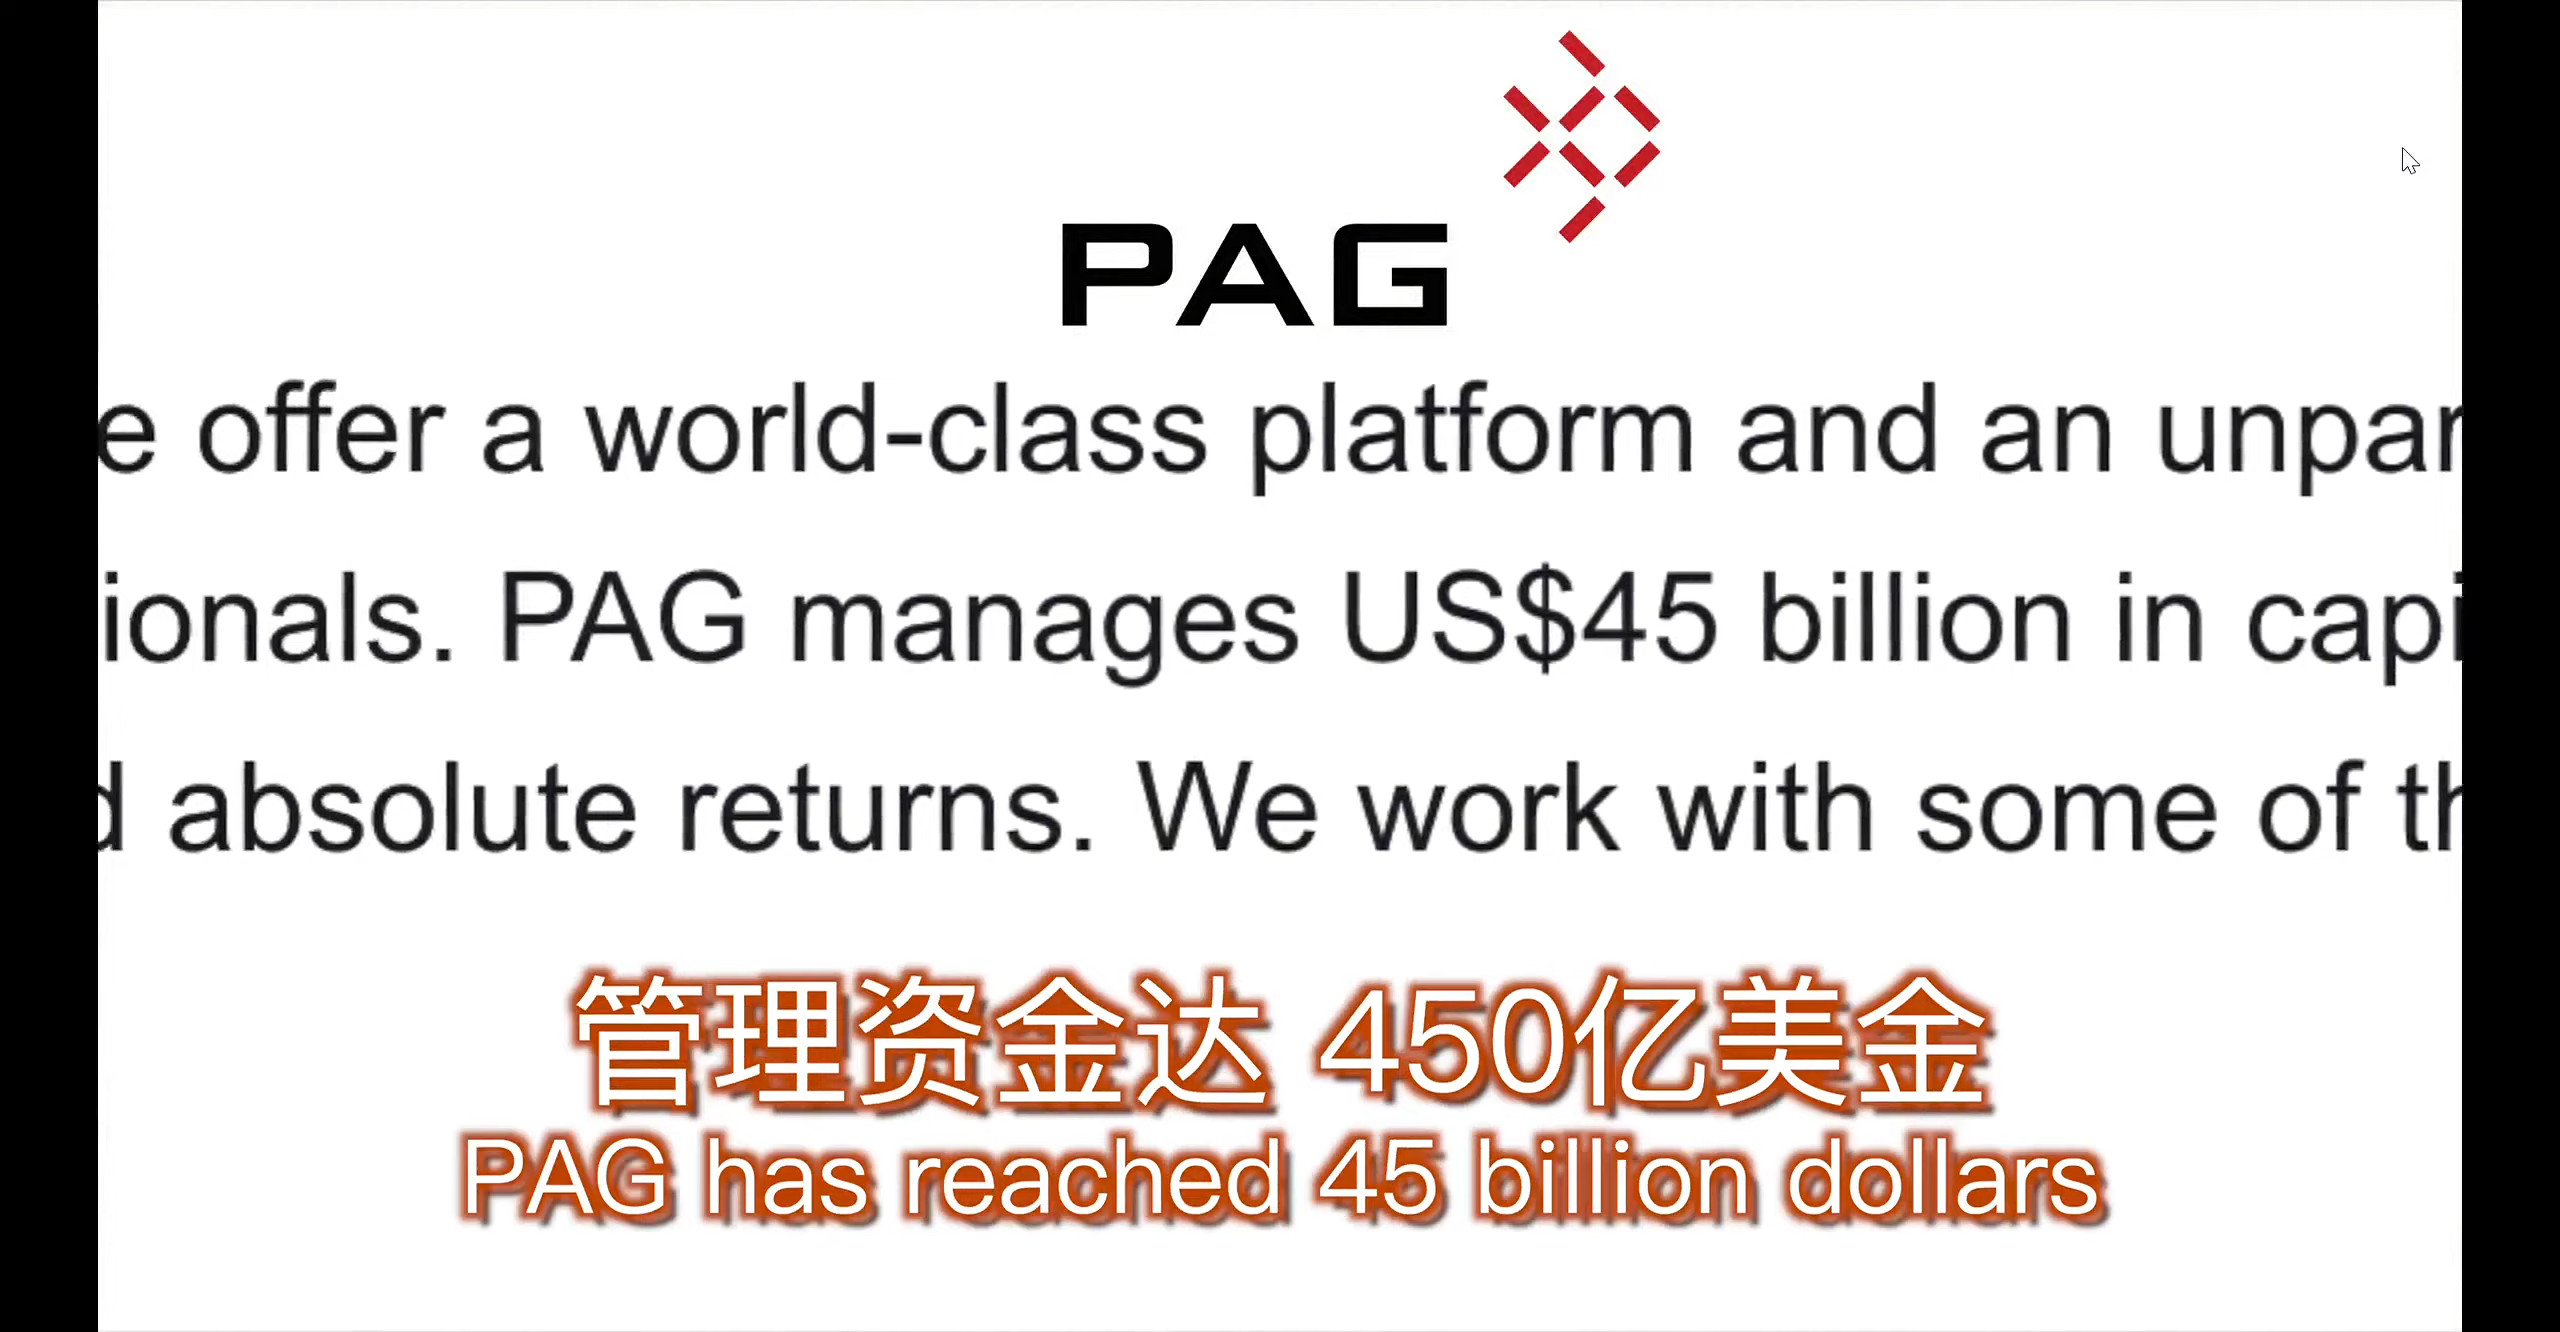 PAG
e offer a world-class platform and an unpar
ionals. PAG manages US$45 billion in capi
d absolute returns. We work with some of th
管理资金达 450亿美金
PAG has reached 45 billion dollars